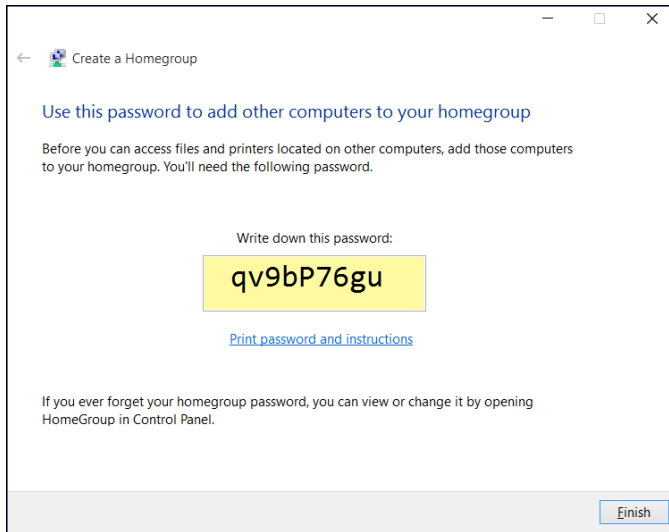 Create a Homegroup
Use this password to add other computers to your homegroup
Before you can access files and printers located on other computers, add those computers
to your homegroup. You'll need the following password.
Write down this password:
qv9bP76gu
Print password and instructions
If you ever forget your homegroup password, you can view or change it by opening
HomeGroup in Control Panel.
Finish